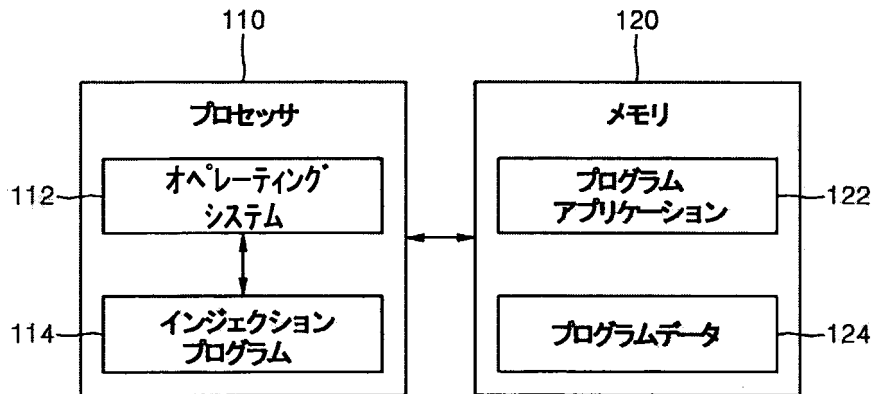 110
120
プロセッサ
メモリ
112
オペレーティング
システム
プログラム
アプリケーション
122
114
インジェクション
プログラム
プログラムデータ
124